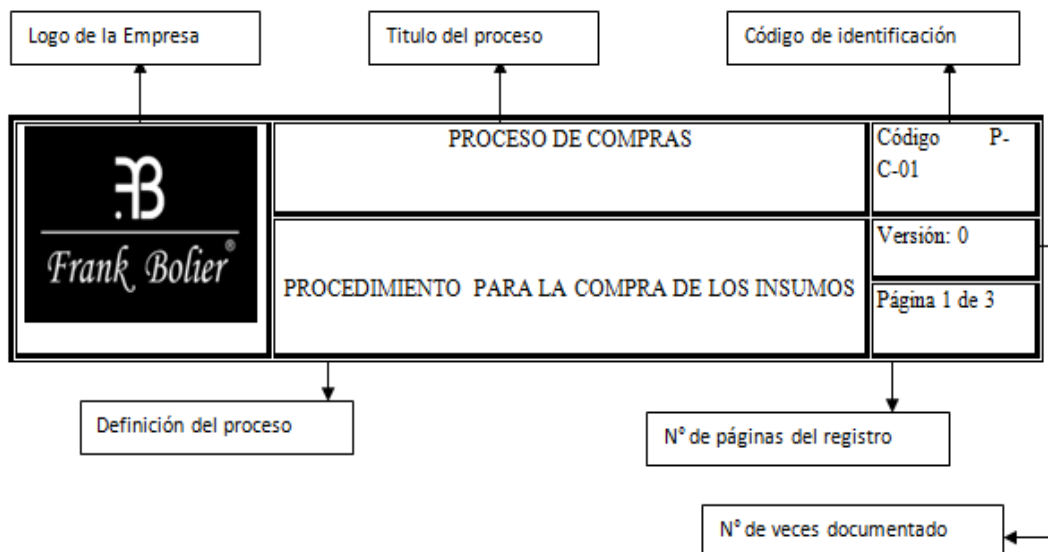 Logo de la Empresa
Titulo del proceso
Código de identificación
FB
Frank Bolier®
PROCESO DE COMPRAS
Código P-
C-01
PROCEDIMIENTO PARA LA COMPRA DE LOS INSUMOS
Versión: 0
Página 1 de 3
Definición del proceso
N° de páginas del registro
N° de veces documentado